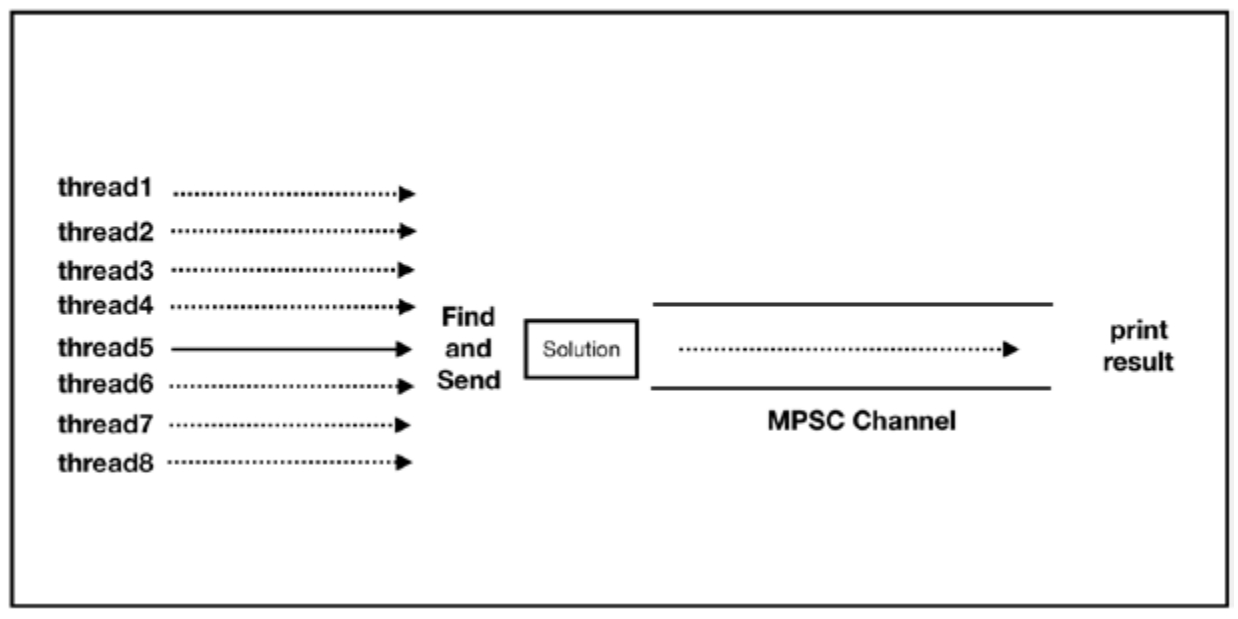 thread1
thread2
thread3
thread4
thread5
thread6
thread7
thread8
Find
and
Send
Solution
MPSC Channel
print
result